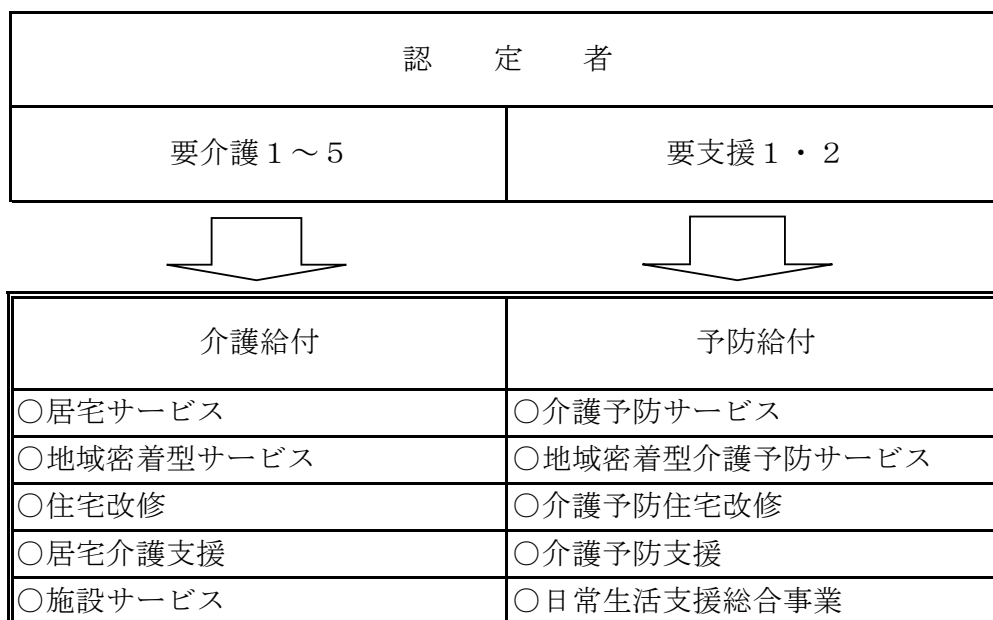 認　定　者
要介護１～５　要支援１・２
介護給付　予防給付
○居宅サービス　○介護予防サービス
○地域密着型サービス　○地域密着型介護予防サービス
○住宅改修　○介護予防住宅改修
○居宅介護支援　○介護予防支援
○施設サービス　○日常生活支援総合事業